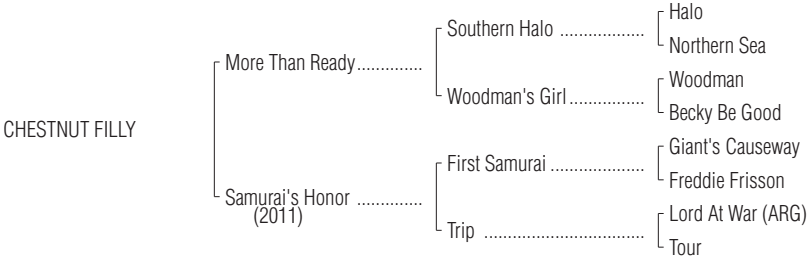 Halo
Southern Halo ..................
Northern Sea
More Than Ready..............
Woodman
Woodman's Girl................
Becky Be Good
CHESTNUT FILLY
Giant's Causeway
First Samurai ....................
Freddie Frisson
Samurai's Honor ..............
(2011)
Lord At War (ARG)
Trip ..................................
Tour